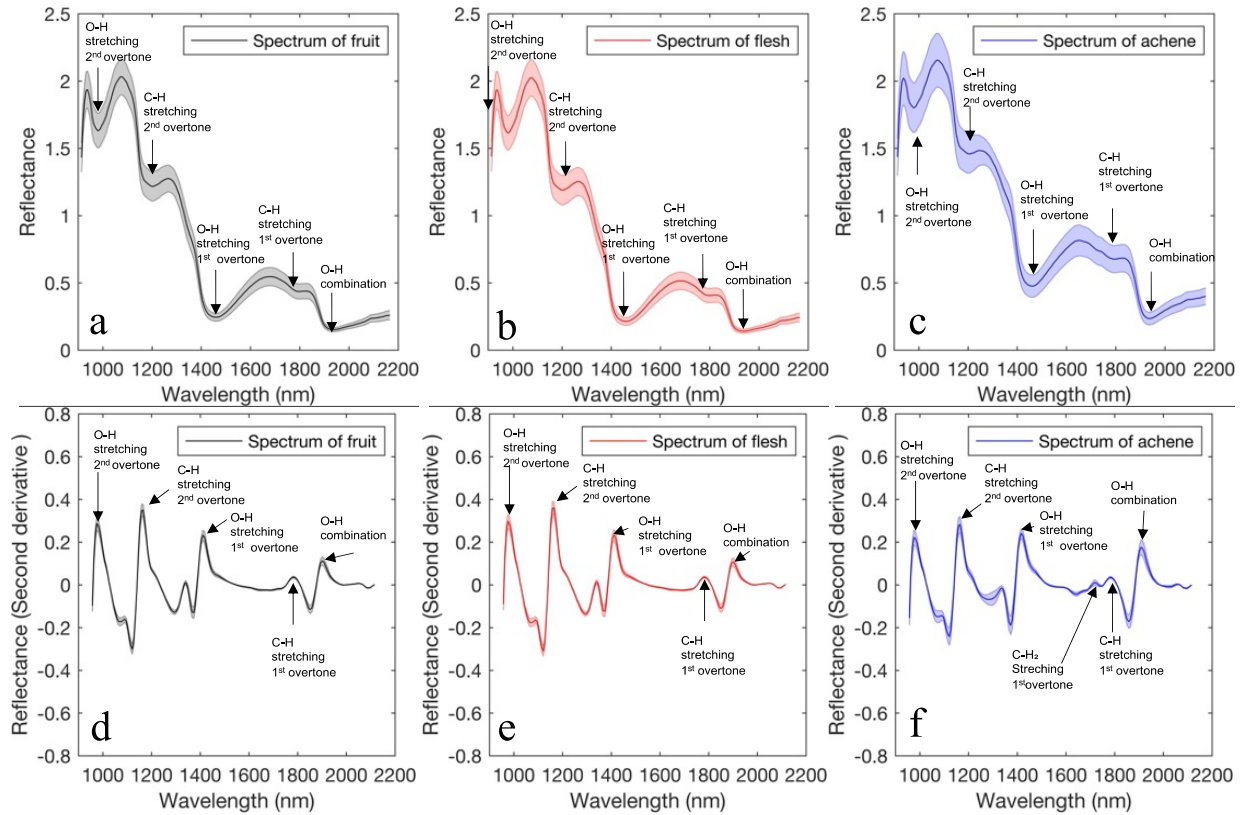 Spectrum of fruit
O-H
stretching
2nd overtone
C-H
stretching
2nd overtone
O-H
stretching
1st overtone
C-H
stretching
1st overtone
O-H
combination
a
Reflectance
2.5
2
1.5
1
0.5
0
1000 1200 1400 1600 1800 2000 2200
Wavelength (nm)
Spectrum of flesh
O-H
stretching
2nd overtone
C-H
stretching
2nd overtone
O-H
stretching
1st overtone
C-H
stretching
1st overtone
O-H
combination
b
Reflectance
2.5
2
1.5
1
0.5
0
1000 1200 1400 1600 1800 2000 2200
Wavelength (nm)
Spectrum of achene
O-H
stretching
2nd overtone
C-H
stretching
2nd overtone
O-H
stretching
1st overtone
C-H
stretching
1st overtone
O-H
combination
c
Reflectance
2.5
2
1.5
1
0.5
0
1000 1200 1400 1600 1800 2000 2200
Wavelength (nm)
Spectrum of fruit
O-H
stretching
2nd overtone
C-H
stretching
2nd overtone
O-H
stretching
1st overtone
O-H
combination
C-H
stretching
1st overtone
d
Reflectance (Second derivative )
0.8
0.6
0.4
0.2
0
-0.2
-0.4
-0.6
-0.8
1000 1200 1400 1600 1800 2000 2200
Wavelength (nm)
Spectrum of flesh
O-H
stretching
2nd overtone
C-H
stretching
2nd overtone
O-H
stretching
1st overtone
O-H
combination
C-H
stretching
1st overtone
e
Reflectance (Second derivative )
0.8
0.6
0.4
0.2
0
-0.2
-0.4
-0.6
-0.8
1000 1200 1400 1600 1800 2000 2200
Wavelength (nm)
Spectrum of achene
O-H
stretching
2nd overtone
C-H
stretching
2nd overtone
O-H
stretching
1st overtone
O-H
combination
C-H₂
Streching
1stovertone
C-H
stretching
1st overtone
f
Reflectance (Second derivative )
0.8
0.6
0.4
0.2
0
-0.2
-0.4
-0.6
-0.8
1000 1200 1400 1600 1800 2000 2200
Wavelength (nm)